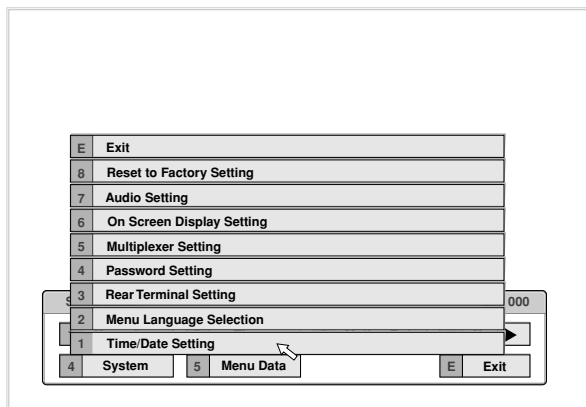 E Exit
8 Reset to Factory Setting
7 Audio Setting
6 On Screen Display Setting
5 Multiplexer Setting
4 Password Setting
3 Rear Terminal Setting
000
2 Menu Language Selection
1 Time/Date Setting
4 System 5 Menu Data E Exit